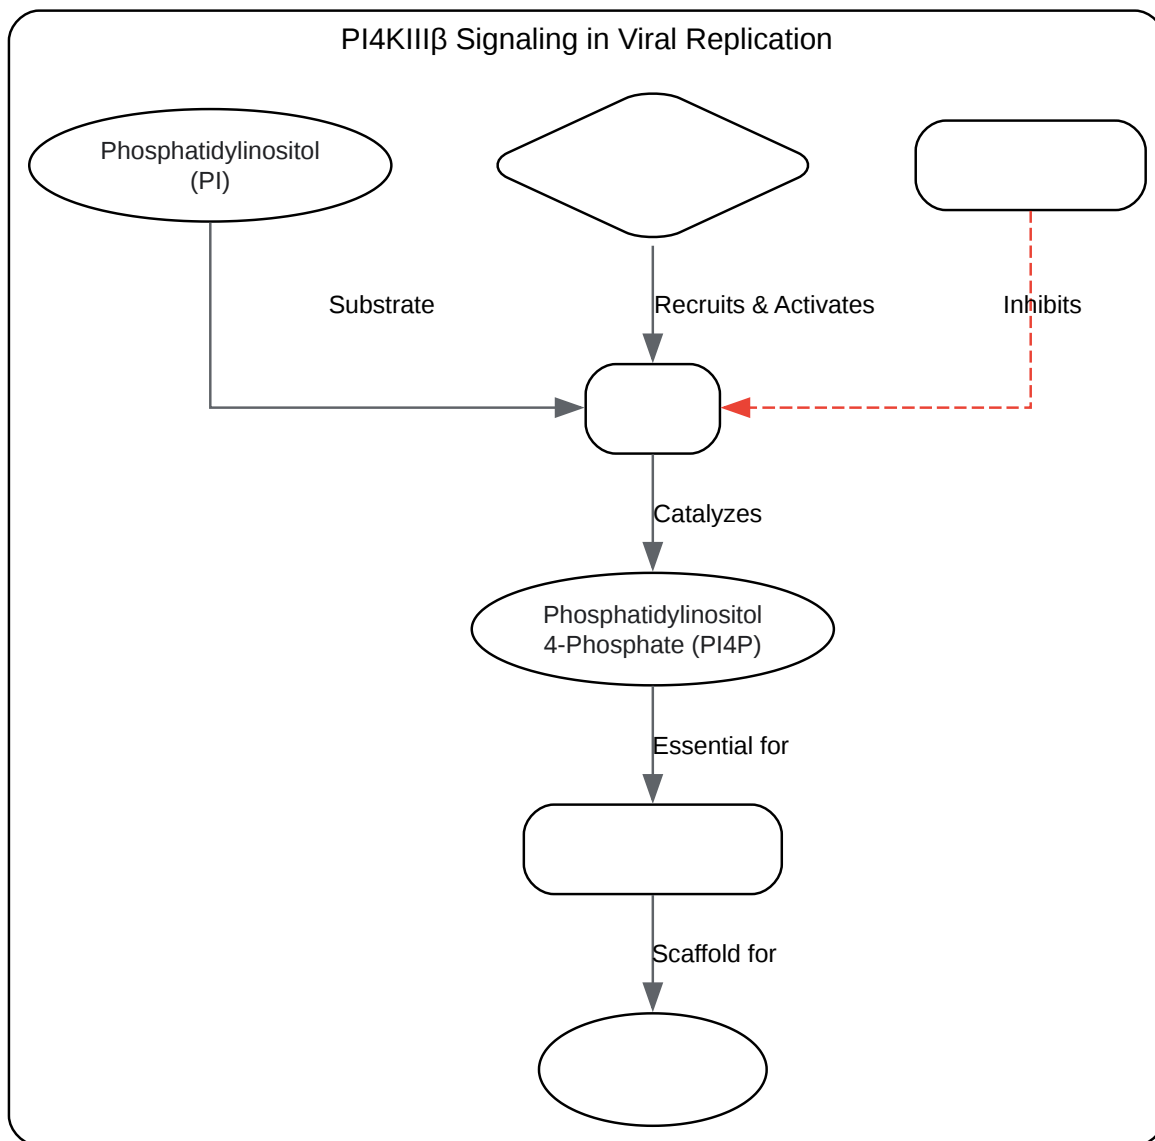 PI4KIIIβ Signaling in Viral Replication
Phosphatidylinositol
(PI)
Substrate
Recruits & Activates
Inhibits
Catalyzes
Phosphatidylinositol
4-Phosphate (PI4P)
Essential for
Scaffold for